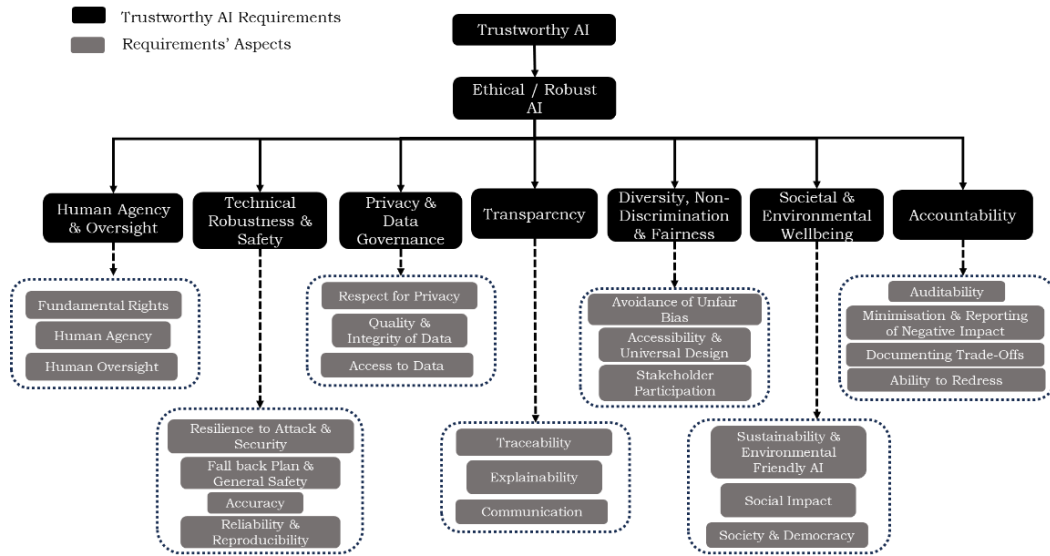 Trustworthy AI Requirements
Requirements' Aspects
Trustworthy AI
Ethical / Robust
AI
Human Agency
& Oversight
Technical
Robustness &
Safety
Privacy &
Data
Governance
Transparency
Diversity, Non-
Discrimination
& Fairness
Societal &
Environmental
Wellbeing
Accountability
Fundamental Rights
Human Agency
Human Oversight
Resilience to Attack &
Security
Fall back Plan &
General Safety
Accuracy
Reliability &
Reproducibility
Respect for Privacy
Quality &
Integrity of Data
Access to Data
Traceability
Explainability
Communication
Avoidance of Unfair
Bias
Accessibility &
Universal Design
Stakeholder
Participation
Sustainability &
Environmental
Friendly AI
Social Impact
Society & Democracy
Auditability
Minimisation & Reporting
of Negative Impact
Documenting Trade-Offs
Ability to Redress